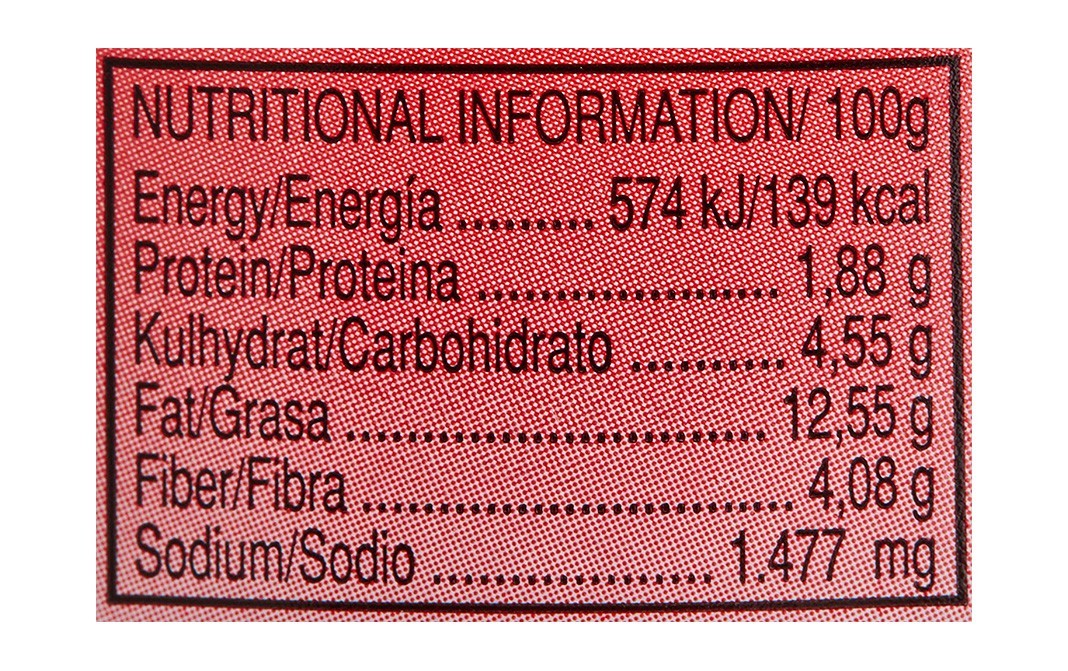 NUTRITIONAL INFORMATION/ 100g
Energy/Energía ......... 574 kJ/139 kcal
Protein/Proteina .................... 1,88 g
Kulhydrat/Carbohidrato .......... 4,55 g
Fat/Grasa ............................ 12,55 g
Fiber/Fibra ............................. 4,08 g
Sodium/Sodio ................... 1.477 mg